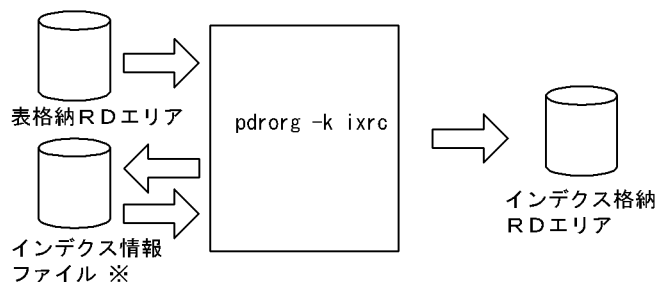 表格納RDエリア
pdrorg -k ixrc
インデクス情報
ファイル ※
インデクス格納
RDエリア